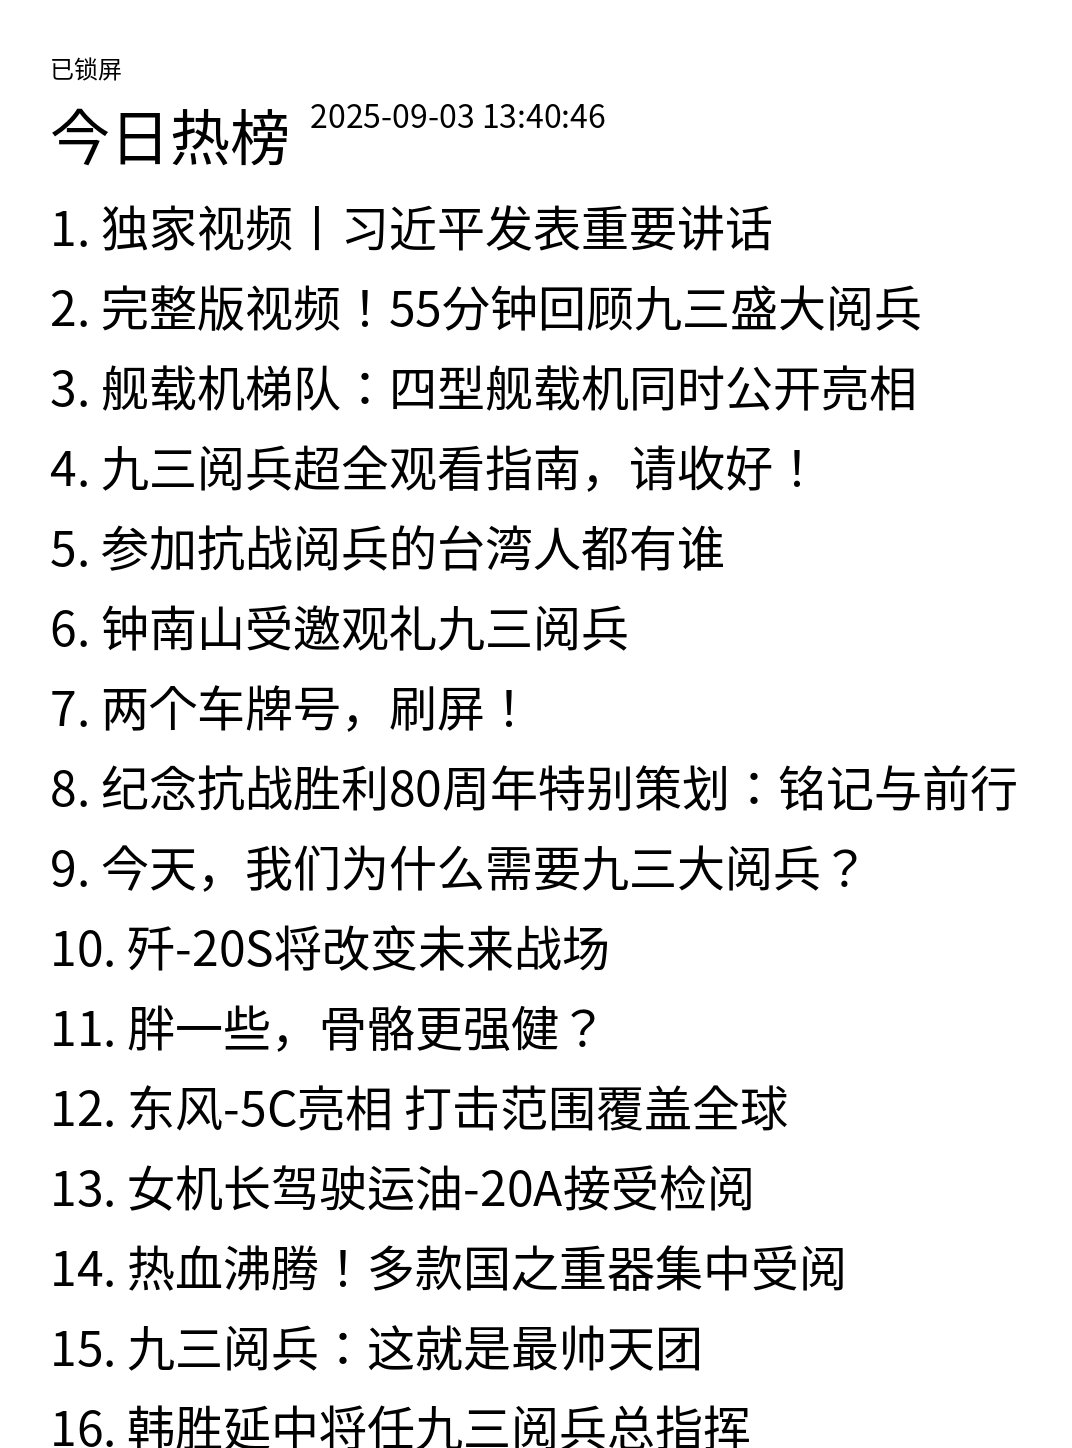 已锁屏
今日热榜 2025-09-03 13:40:46
1. 独家视频丨习近平发表重要讲话
2. 完整版视频！55分钟回顾九三盛大阅兵
3. 舰载机梯队：四型舰载机同时公开亮相
4. 九三阅兵超全观看指南，请收好！
5. 参加抗战阅兵的台湾人都有谁
6. 钟南山受邀观礼九三阅兵
7. 两个车牌号，刷屏！
8. 纪念抗战胜利80周年特别策划：铭记与前行
9. 今天，我们为什么需要九三大阅兵？
10. 歼-20S将改变未来战场
11. 胖一些，骨骼更强健？
12. 东风-5C亮相 打击范围覆盖全球
13. 女机长驾驶运油-20A接受检阅
14. 热血沸腾！多款国之重器集中受阅
15. 九三阅兵：这就是最帅天团
16. 韩胜延中将任九三阅兵总指挥